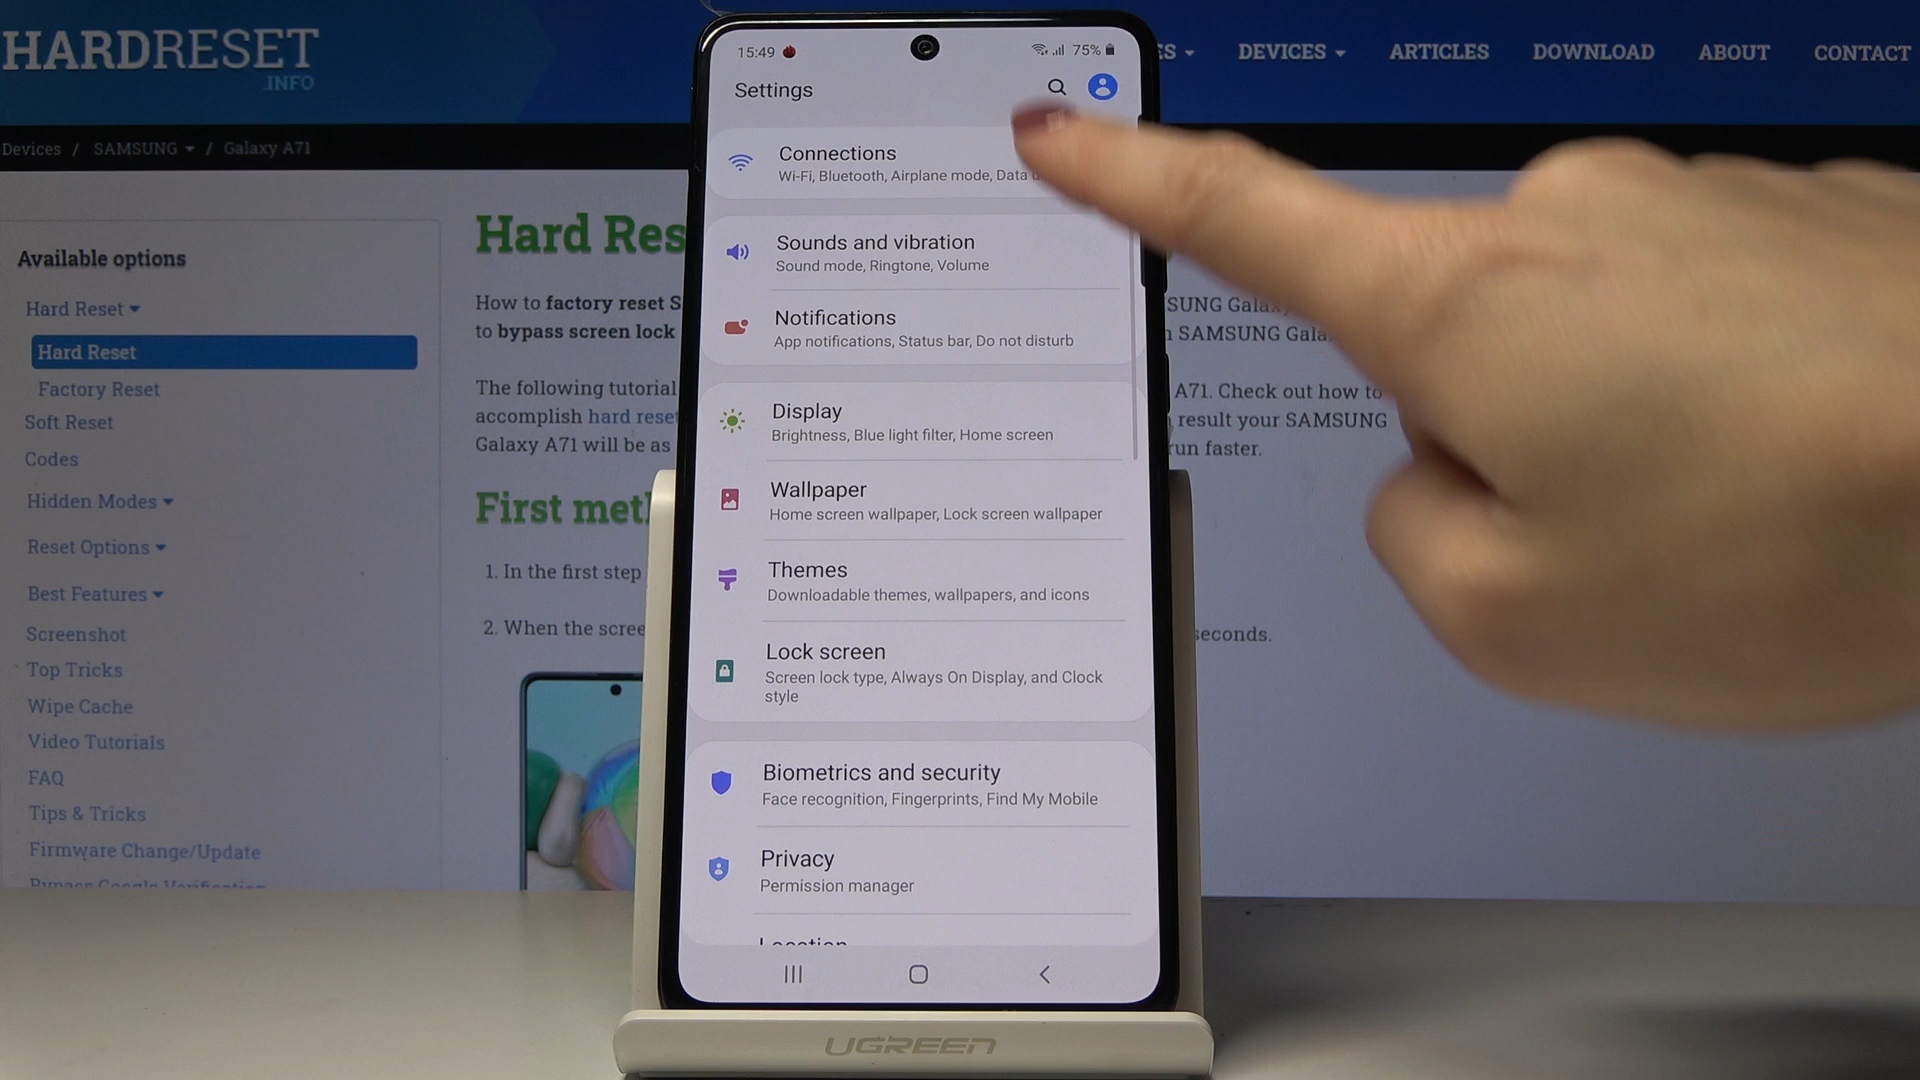 HARDRESET
.INFO
DEVICES
ARTICLES
DOWNLOAD
ABOUT
CONTACT
Devices / SAMSUNG / Galaxy A71
Available options
Hard Reset
Hard Reset
Factory Reset
Soft Reset
Codes
Hidden Modes
Reset Options
Best Features
Screenshot
Top Tricks
Wipe Cache
Video Tutorials
FAQ
Tips & Tricks
Firmware Change/Update
Hard Res
How to factory reset S
to bypass screen lock
The following tutorial
accomplish hard reset
Galaxy A71 will be as
First met
1. In the first step
2. When the scree
SUNG Galaxy
SAMSUNG Gala
A71. Check out how to
result your SAMSUNG
run faster.
seconds.
15:49
75%
Settings
Connections
Wi-Fi, Bluetooth, Airplane mode, Data u
Sounds and vibration
Sound mode, Ringtone, Volume
Notifications
App notifications, Status bar, Do not disturb
Display
Brightness, Blue light filter, Home screen
Wallpaper
Home screen wallpaper, Lock screen wallpaper
Themes
Downloadable themes, wallpapers, and icons
Lock screen
Screen lock type, Always On Display, and Clock
style
Biometrics and security
Face recognition, Fingerprints, Find My Mobile
Privacy
Permission manager
Location
UGREEN